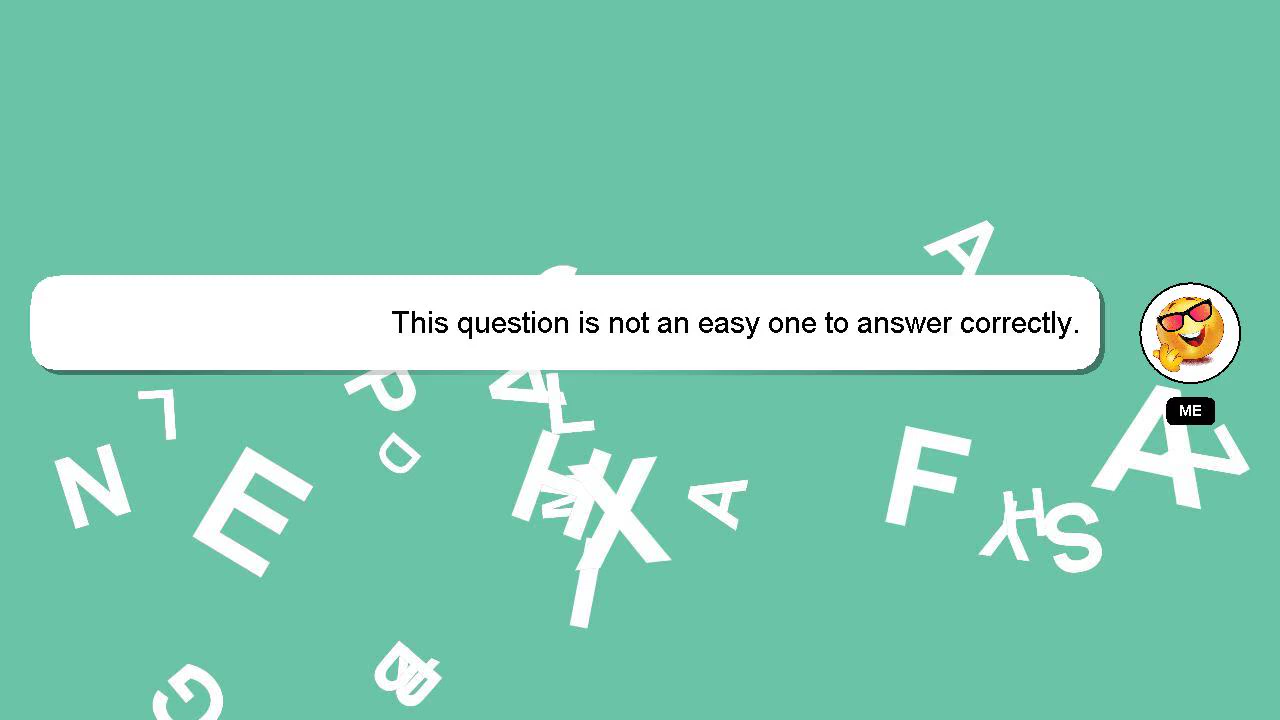 This question is not an easy one to answer correctly.
ME
A
L
P
L
D
N
E
H
X
A
F
A
H
S
G
B